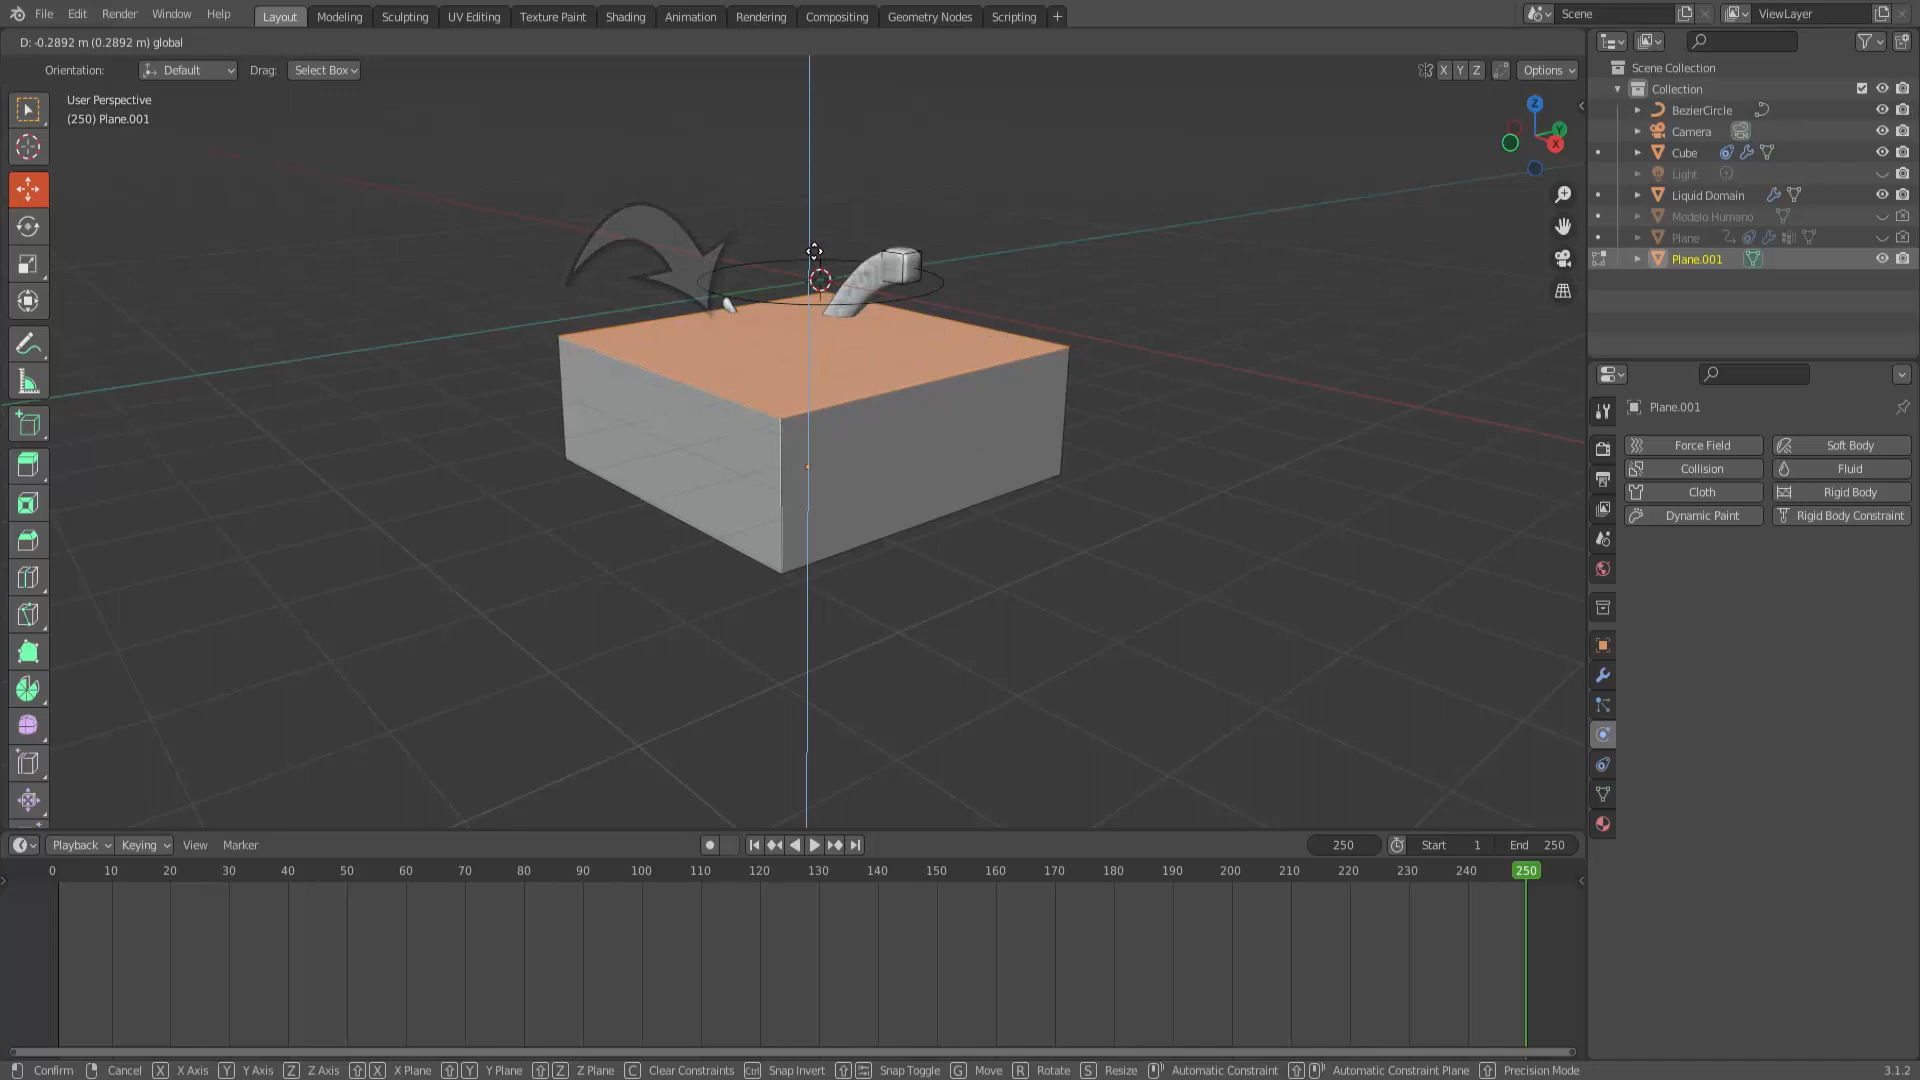 File Edit Render Window Help Layout Modeling Sculpting UV Editing Texture Paint Shading Animation Rendering Compositing Geometry Nodes Scripting + Scene ViewLayer
D: -0.2892 m (0.2892 m) global
Orientation: Default Drag: Select Box X Y Z Options
User Perspective
(250) Plane.001
Z
Y
X
Scene Collection
Collection
BezierCircle
Camera
Cube
Light
Liquid Domain
Modelo Humano
Plane
Plane.001
Plane.001
Force Field Soft Body
Collision Fluid
Cloth Rigid Body
Dynamic Paint Rigid Body Constraint
Playback Keying View Marker 250 Start 1 End 250
0 10 20 30 40 50 60 70 80 90 100 110 120 130 140 150 160 170 180 190 200 210 220 230 240 250
Confirm Cancel X X Axis Y Y Axis Z Z Axis X X Plane Y Y Plane Z Z Plane C Clear Constraints Ctrl Snap Invert Snap Toggle G Move R Rotate S Resize Automatic Constraint Automatic Constraint Plane Precision Mode 3.1.2